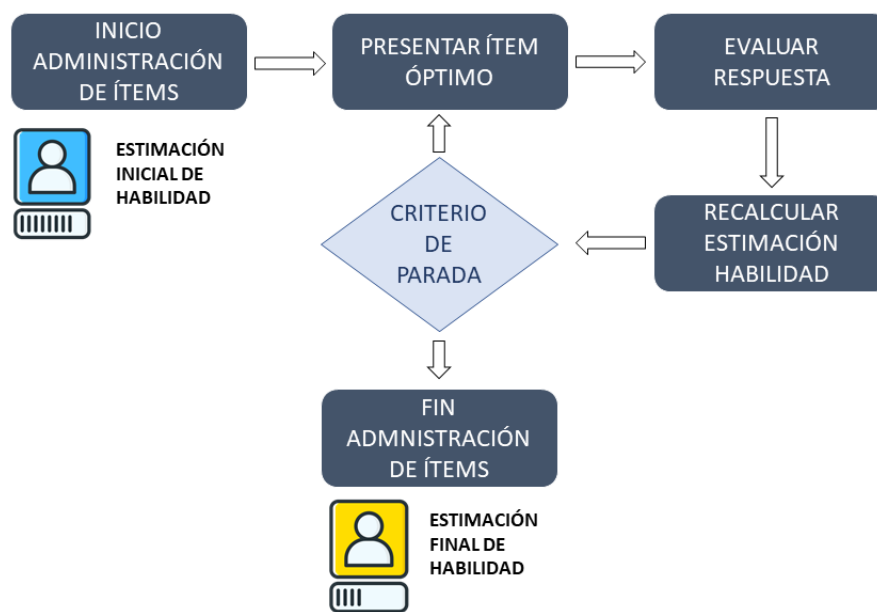 INICIO
ADMINISTRACIÓN
DE ÍTEMS
PRESENTAR ÍTEM
ÓPTIMO
EVALUAR
RESPUESTA
ESTIMACIÓN
INICIAL DE
HABILIDAD
CRITERIO
DE
PARADA
RECALCULAR
ESTIMACIÓN
HABILIDAD
FIN
ADMNISTRACIÓN
DE ÍTEMS
ESTIMACIÓN
FINAL DE
HABILIDAD